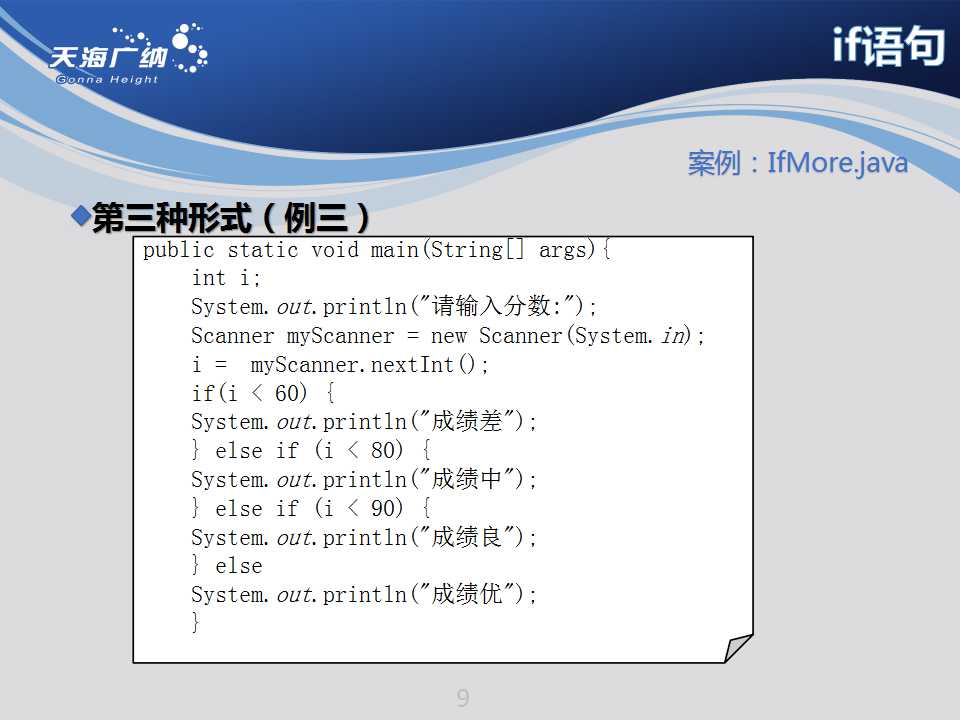 天海广纳
Gonna Height
if语句
案例：IfMore.java
第三种形式（例三）
public static void main(String[] args){
    int i;
    System.out.println("请输入分数:");
    Scanner myScanner = new Scanner(System.in);
    i =  myScanner.nextInt();
    if(i < 60) {
    System.out.println("成绩差");
    } else if (i < 80) {
    System.out.println("成绩中");
    } else if (i < 90) {
    System.out.println("成绩良");
    } else
    System.out.println("成绩优");
    }
9